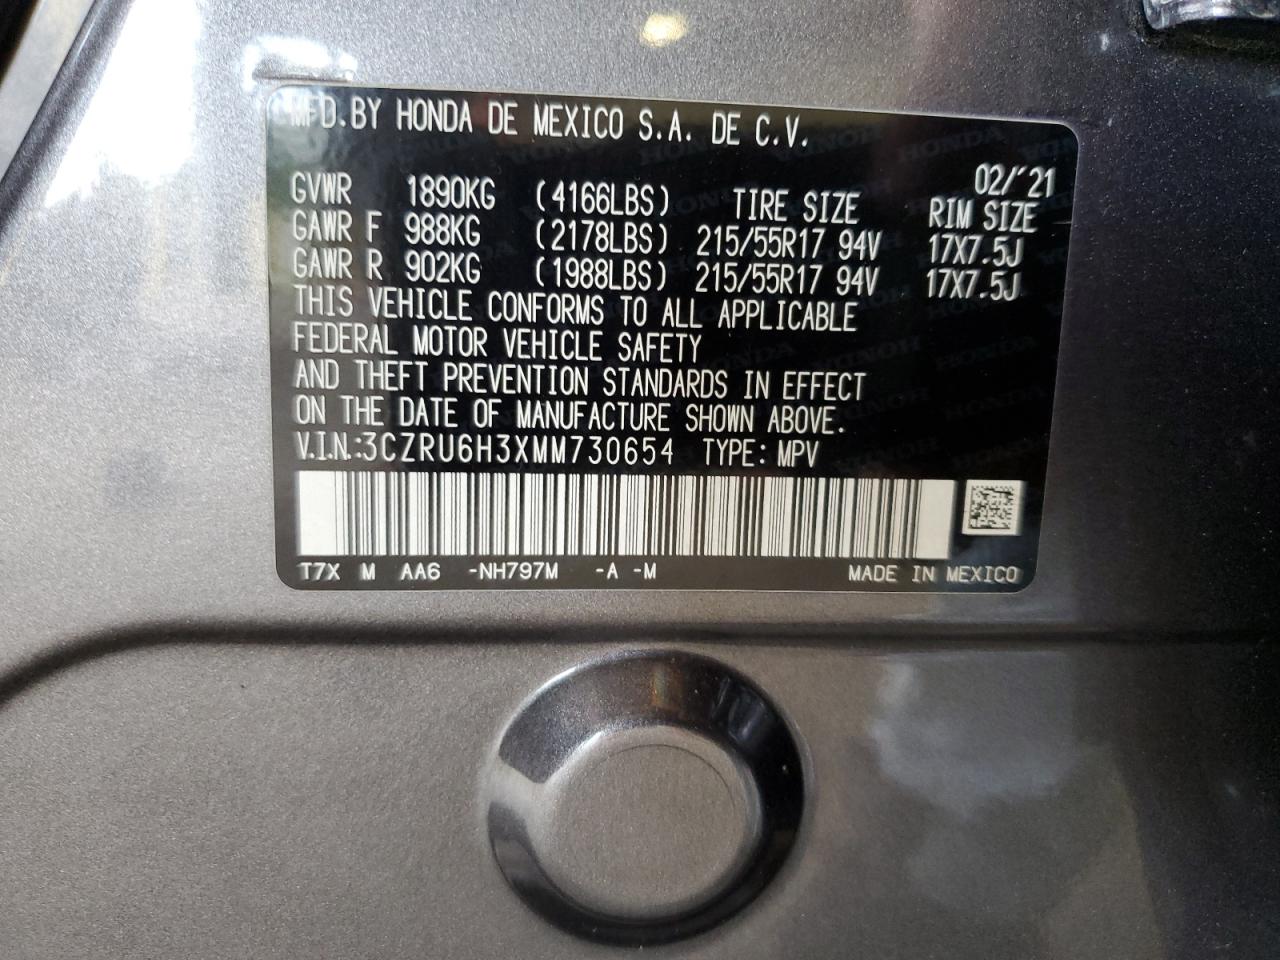 MFD. BY HONDA DE MEXICO S.A. DE C.V.
02/'21
GVWR 1890KG (4166LBS) TIRE SIZE RIM SIZE
GAWR F 988KG (2178LBS) 215/55R17 94V 17X7.5J
GAWR R 902KG (1988LBS) 215/55R17 94V 17X7.5J
THIS VEHICLE CONFORMS TO ALL APPLICABLE
FEDERAL MOTOR VEHICLE SAFETY
AND THEFT PREVENTION STANDARDS IN EFFECT
ON THE DATE OF MANUFACTURE SHOWN ABOVE.
V.I.N.:3CZRU6H3XMM730654 TYPE: MPV
T7X M AA6 -NH797M -A -M MADE IN MEXICO